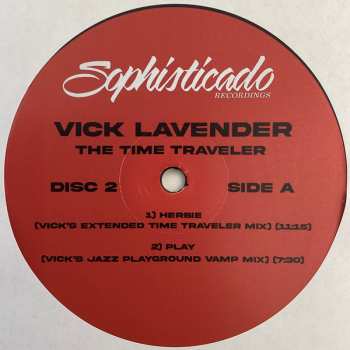 Sophisticado
RECORDINGS
VICK LAVENDER
THE TIME TRAVELER
DISC 2 SIDE A
1) HERBIE
(VICK'S EXTENDED TIME TRAVELER MIX) (11:15)
2) PLAY
(VICK'S JAZZ PLAYGROUND VAMP MIX) (7:30)